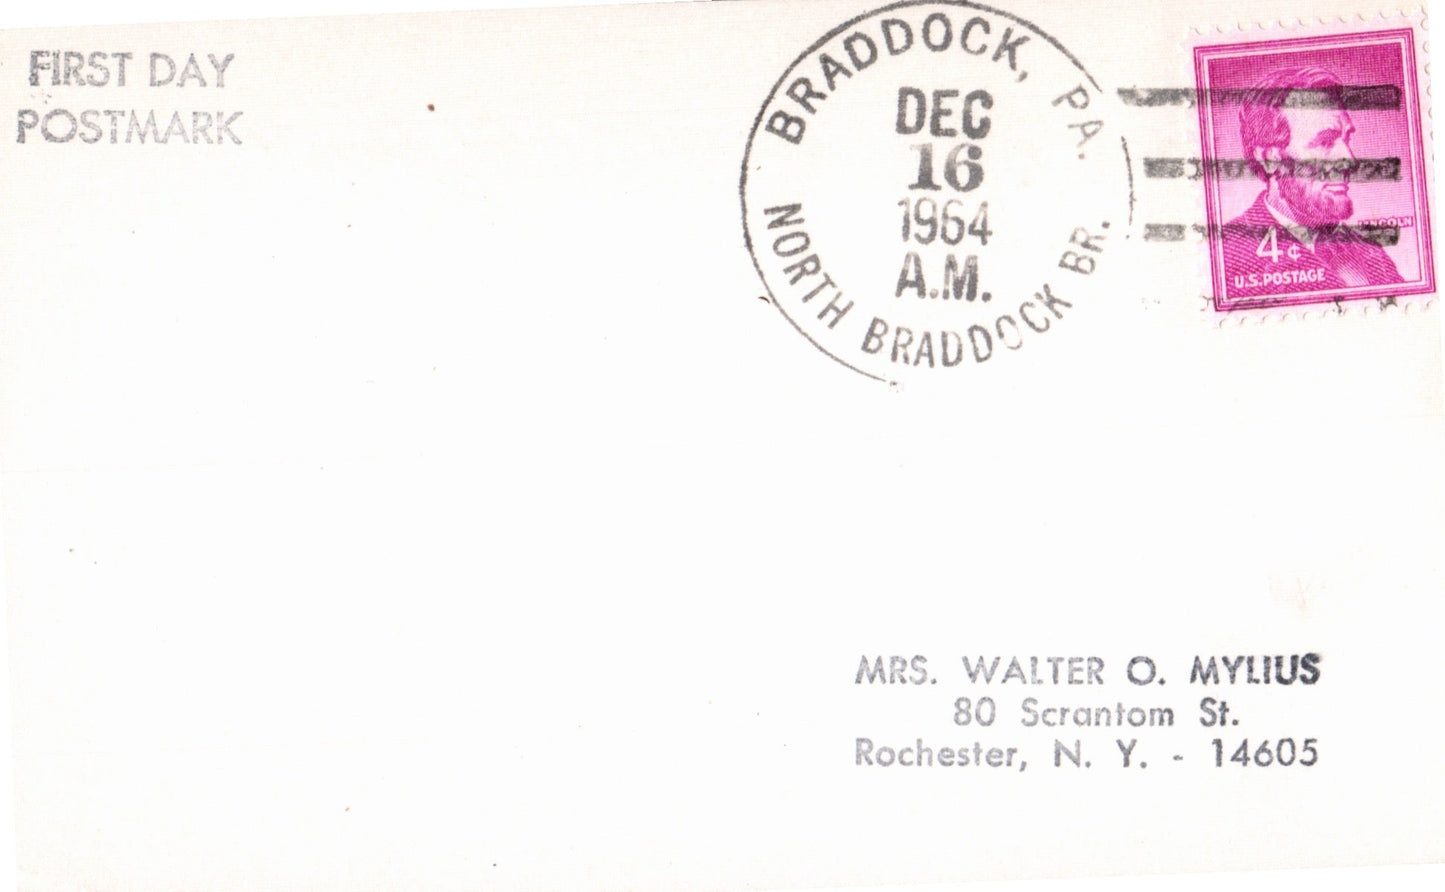 FIRST DAY
POSTMARK
BRADDOCK, PA.
DEC
16
1964
A.M.
NORTH BRADDOCK BR.
LINCOLN
4¢
U.S. POSTAGE
MRS. WALTER O. MYLIUS
80 Scrantom St.
Rochester, N. Y. - 14605